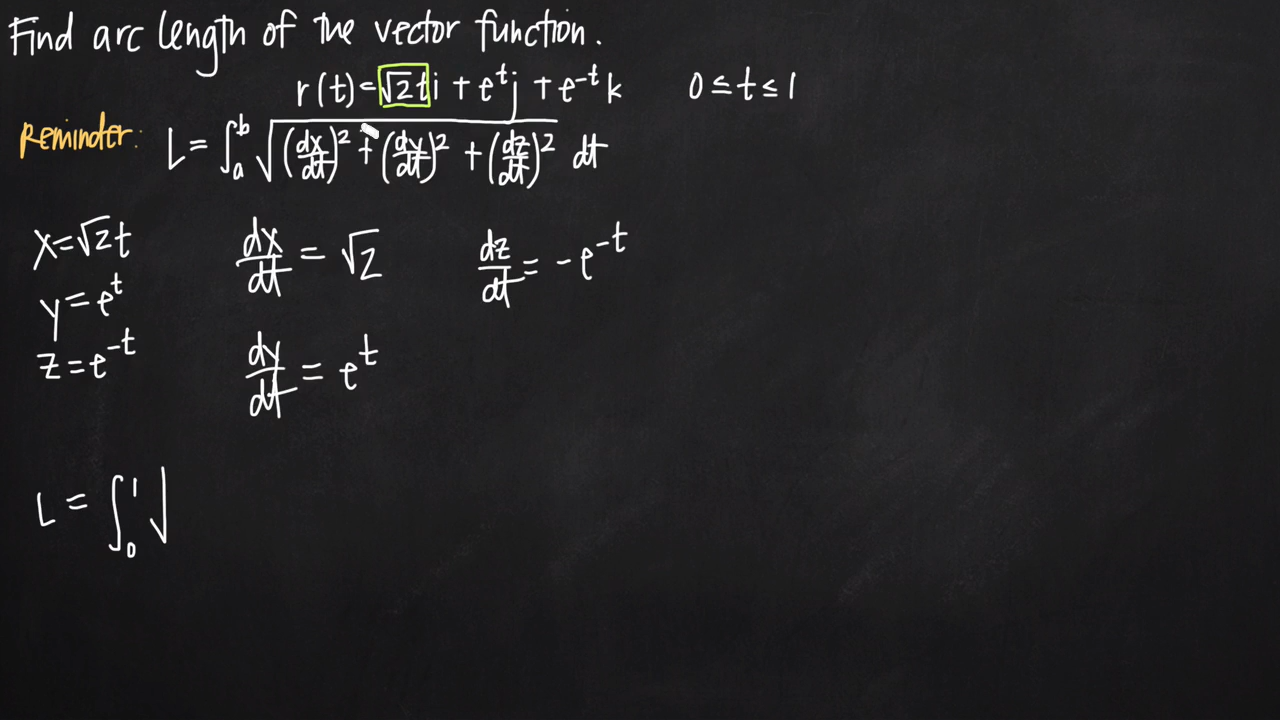 Find arc length of the vector function.
r(t) = √2t i + e^t j + e^-t k 0 ≤ t ≤ 1
Reminder: L = ∫_a^b √((dx/dt)^2 + (dy/dt)^2 + (dz/dt)^2) dt
x = √2t dx/dt = √2 dz/dt = -e^-t
y = e^t
z = e^-t dy/dt = e^t
L = ∫_0^1 √